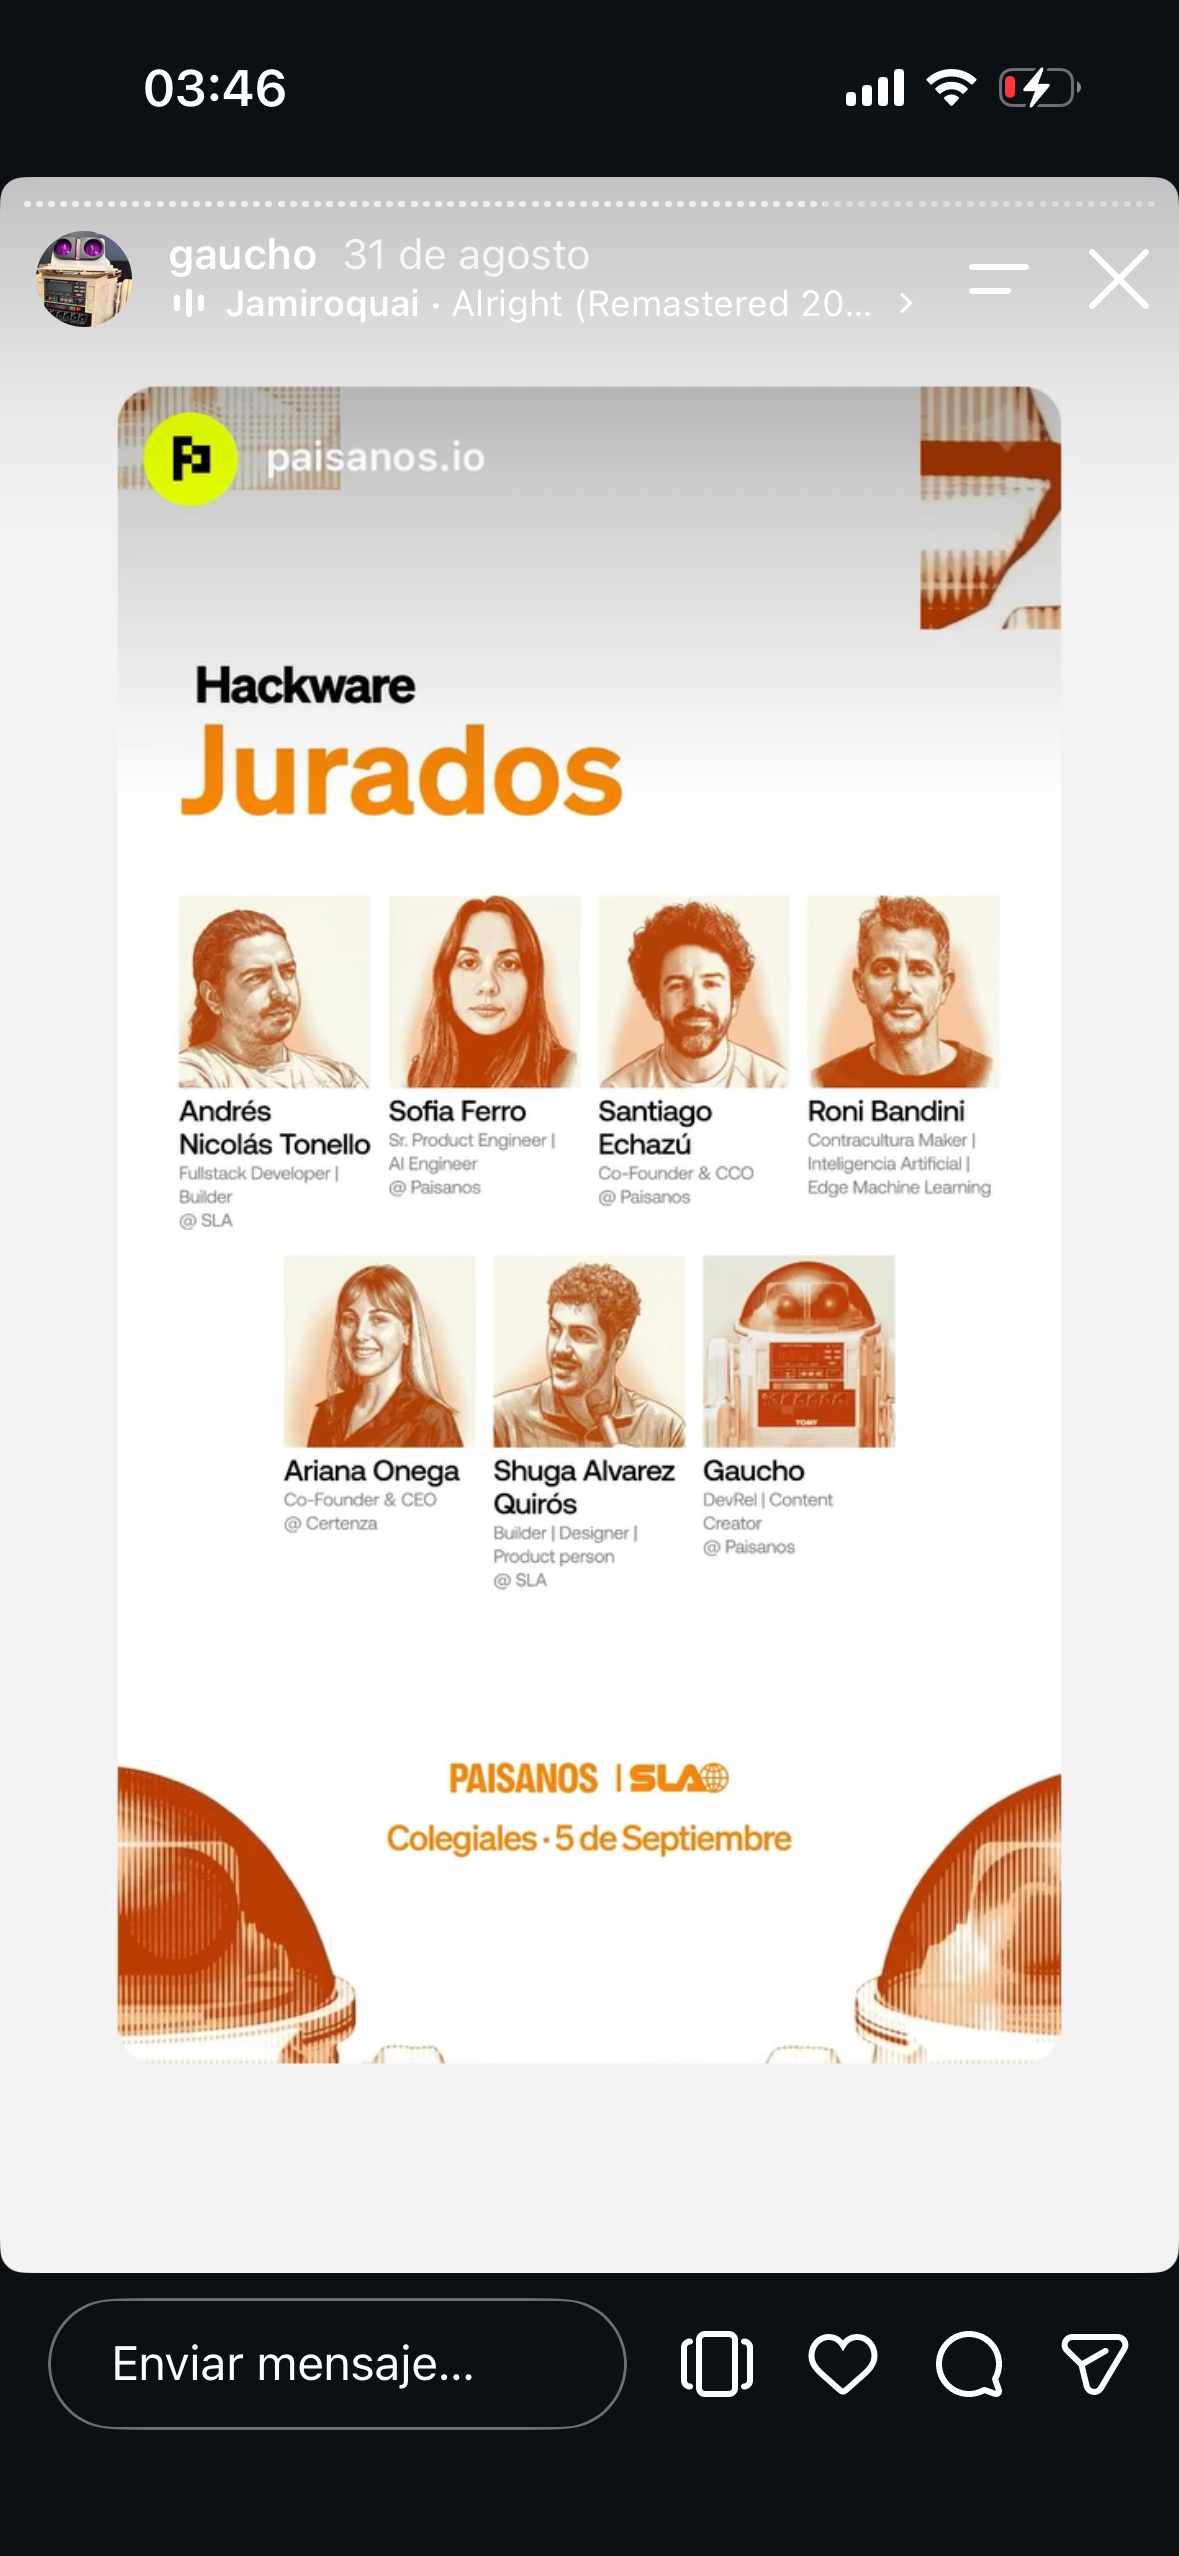 03:46
gaucho 31 de agosto
Jamiroquai · Alright (Remastered 20...
paisanos.io
Hackware
Jurados
Andrés
Nicolás Tonello
Fullstack Developer |
Builder
@ SLA
Sofia Ferro
Sr. Product Engineer |
AI Engineer
@ Paisanos
Santiago
Echazú
Co-Founder & CCO
@ Paisanos
Roni Bandini
Contracultura Maker |
Inteligencia Artificial |
Edge Machine Learning
Ariana Onega
Co-Founder & CEO
@ Certenza
Shuga Alvarez
Quirós
Builder | Designer |
Product person
@ SLA
TOMY
Gaucho
DevRel | Content
Creator
@ Paisanos
PAISANOS | SLA
Colegiales · 5 de Septiembre
Enviar mensaje...